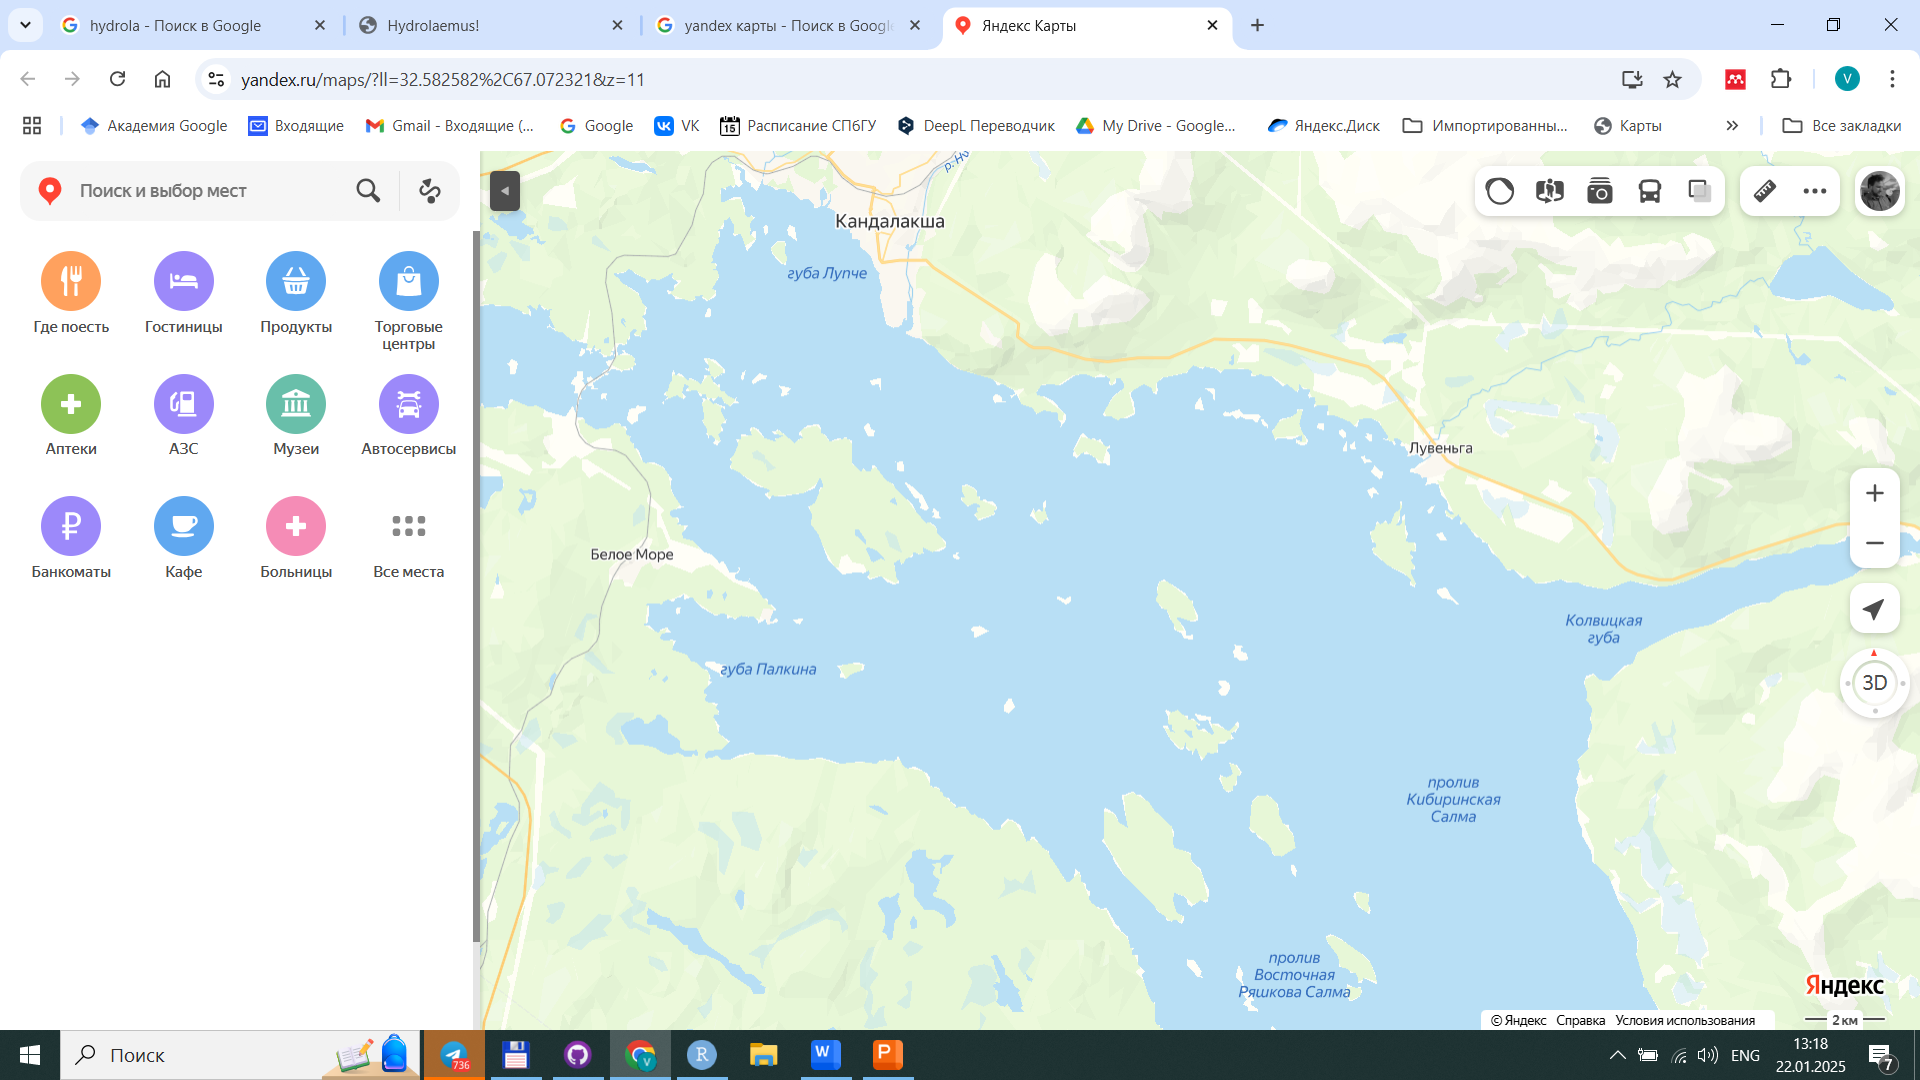 hydrola - Поиск в Google
Hydrolaemus!
yandex карты - Поиск в Google
Яндекс Карты
yandex.ru/maps/?ll=32.582582%2C67.072321&z=11
V
Академия Google
Входящие
Gmail - Входящие (...
Google
VK
15
Расписание СПбГУ
DeepL Переводчик
My Drive - Google...
Яндекс.Диск
Импортированны...
Карты
Все закладки
Поиск и выбор мест
Где поесть
Гостиницы
Продукты
Торговые
центры
Аптеки
АЗС
Музеи
Автосервисы
Банкоматы
Кафе
Больницы
Все места
Кандалакша
губа Лупче
Лувеньга
Белое Море
Колвицкая
губа
губа Палкина
3D
пролив
Кибиринская
Салма
пролив
Восточная
Ряшкова Салма
Яндекс
© Яндекс Справка Условия использования
2 км
Поиск
736
V
R
W
P
ENG
13:18
22.01.2025
7